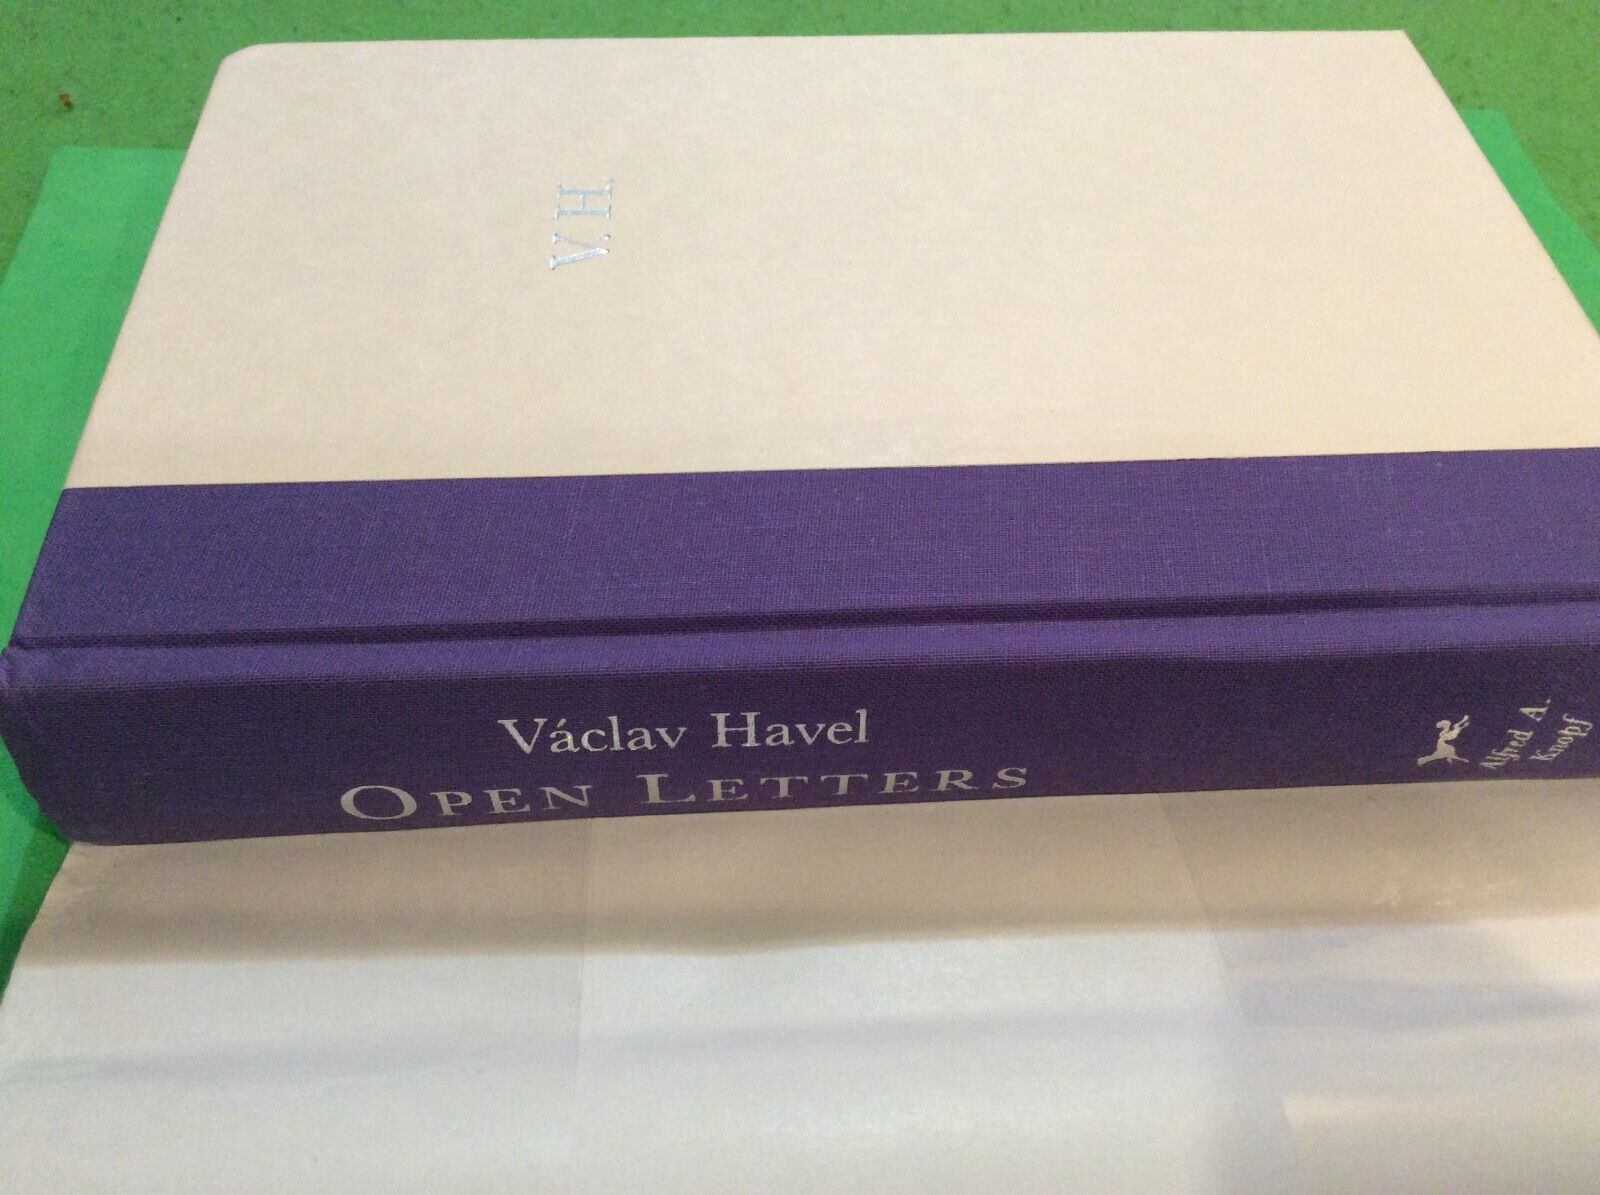 V. H.
Václav Havel
OPEN LETTERS
Alfred A.
Knopf